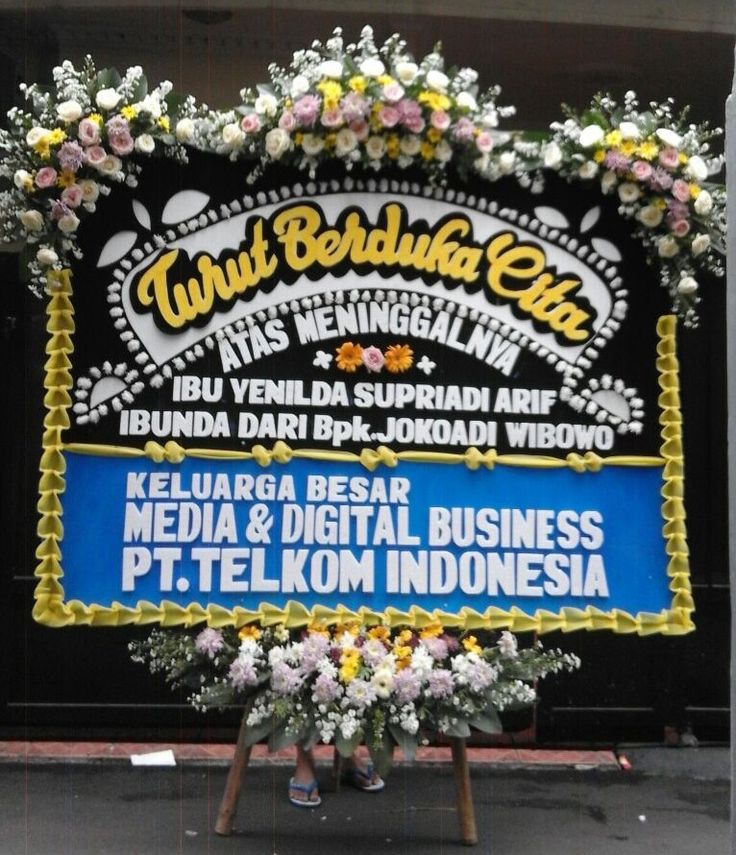 Turut Berduka Cita
ATAS MENINGGALNYA
IBU YENILDA SUPRIADI ARIF
IBUNDA DARI Bpk.JOKOADI WIBOWO
KELUARGA BESAR
MEDIA & DIGITAL BUSINESS
PT.TELKOM INDONESIA